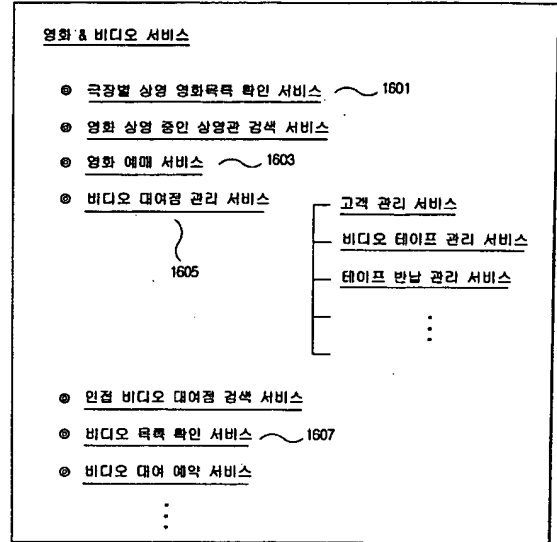 영화 & 비디오 서비스
◎ 극장별 상영 영화목록 확인 서비스 1601
◎ 영화 상영 중인 상영관 검색 서비스
◎ 영화 예매 서비스 1603
◎ 비디오 대여점 관리 서비스
1605
고객 관리 서비스
비디오 테이프 관리 서비스
테이프 반납 관리 서비스
◎ 인접 비디오 대여점 검색 서비스
◎ 비디오 목록 확인 서비스 1607
◎ 비디오 대여 예약 서비스